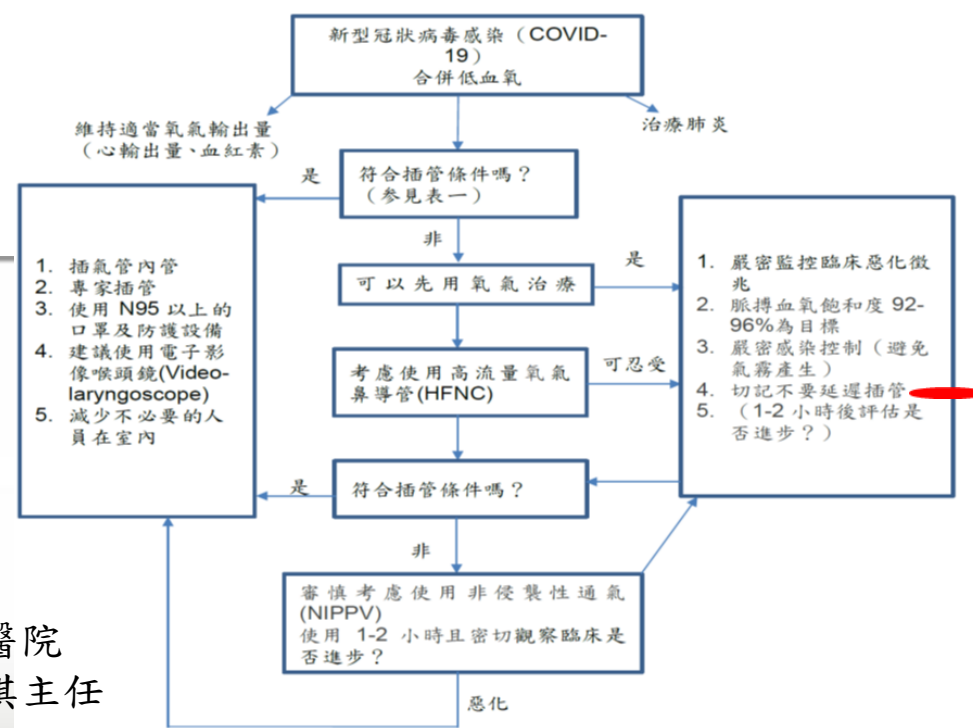 新型冠狀病毒感染（COVID-
19）
合併低血氧
維持適當氧氣輸出量
（心輸出量、血紅素）
治療肺炎
是
符合插管條件嗎？
（參見表一）
非
1. 插氣管內管
2. 專家插管
3. 使用 N95 以上的
口罩及防護設備
4. 建議使用電子影
像喉頭鏡(Video-
laryngoscope)
5. 減少不必要的人
員在室內
可以先用氧氣治療
是
1. 嚴密監控臨床惡化徵
兆
2. 脈搏血氧飽和度 92-
96%為目標
3. 嚴密感染控制（避免
氣霧產生）
4. 切記不要延遲插管
5. （1-2 小時後評估是
否進步？）
考慮使用高流量氧氣
鼻導管(HFNC)
可忍受
是
符合插管條件嗎？
非
審慎考慮使用非侵襲性通氣
(NIPPV)
使用 1-2 小時且密切觀察臨床是
否進步？
惡化
醫院
主任